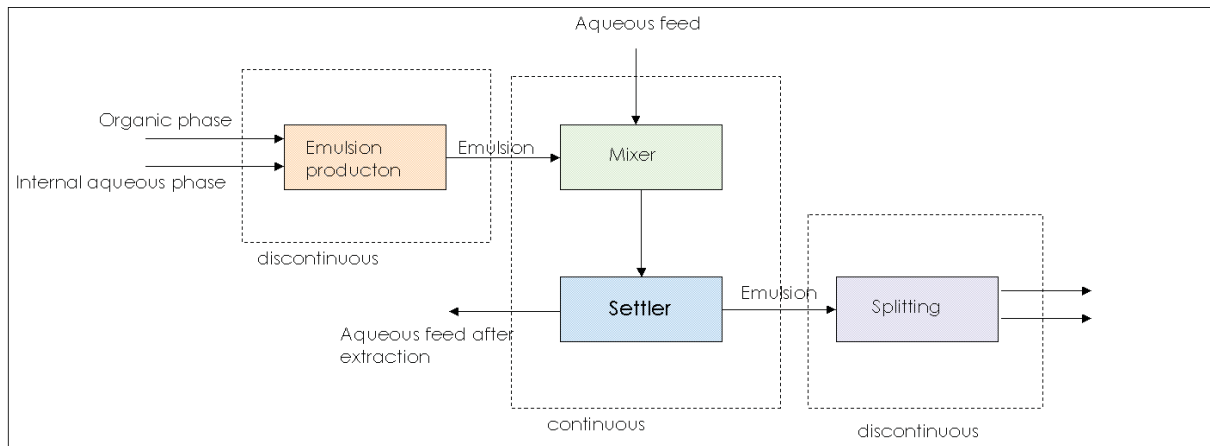 Aqueous feed
Organic phase
Internal aqueous phase
Emulsion
producton
Emulsion
Mixer
discontinuous
Settler
Emulsion
Splitting
Aqueous feed after
extraction
continuous
discontinuous